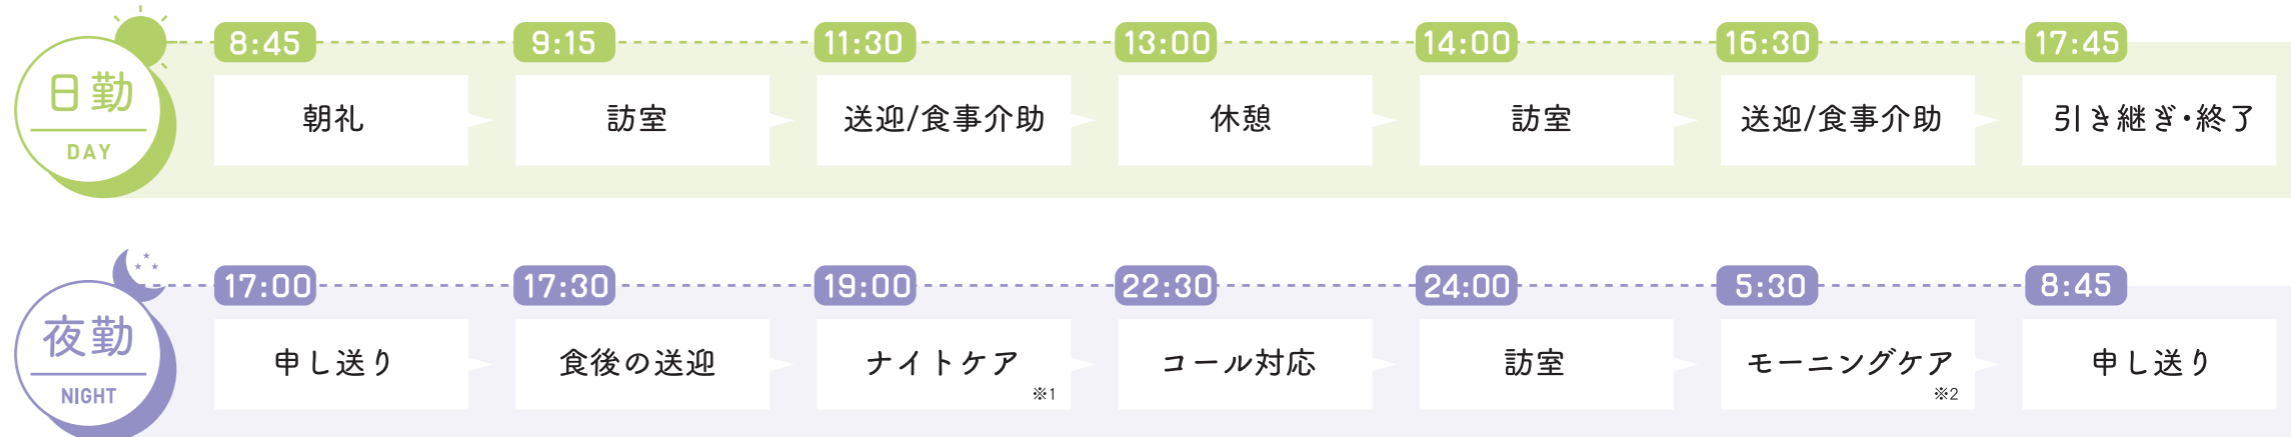 日勤
DAY
8:45
朝礼
9:15
訪室
11:30
送迎/食事介助
13:00
休憩
14:00
訪室
16:30
送迎/食事介助
17:45
引き継ぎ・終了
夜勤
NIGHT
17:00
申し送り
17:30
食後の送迎
19:00
ナイトケア
※1
22:30
コール対応
24:00
訪室
5:30
モーニングケア
※2
8:45
申し送り